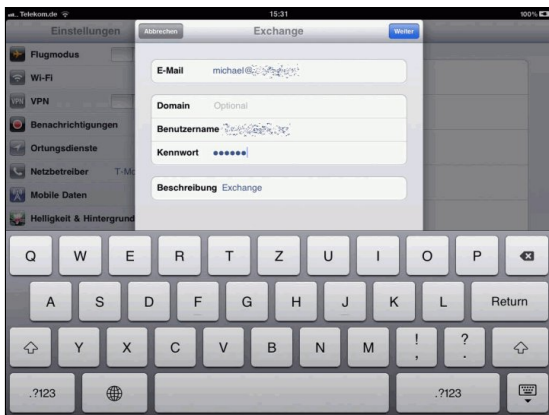 Telekom.de 15:31 100%
Einstellungen
Abbrechen Exchange Weiter
Flugmodus
Wi-Fi
VPN VPN
Benachrichtigungen
Ortungsdienste
Netzbetreiber T-Mo
Mobile Daten
Helligkeit & Hintergrund
E-Mail michael@
Domain Optional
Benutzername
Kennwort ••••••
Beschreibung Exchange
Q W E R T Z U I O P
A S D F G H J K L Return
Y X C V B N M ! , ? .
.?123 .?123